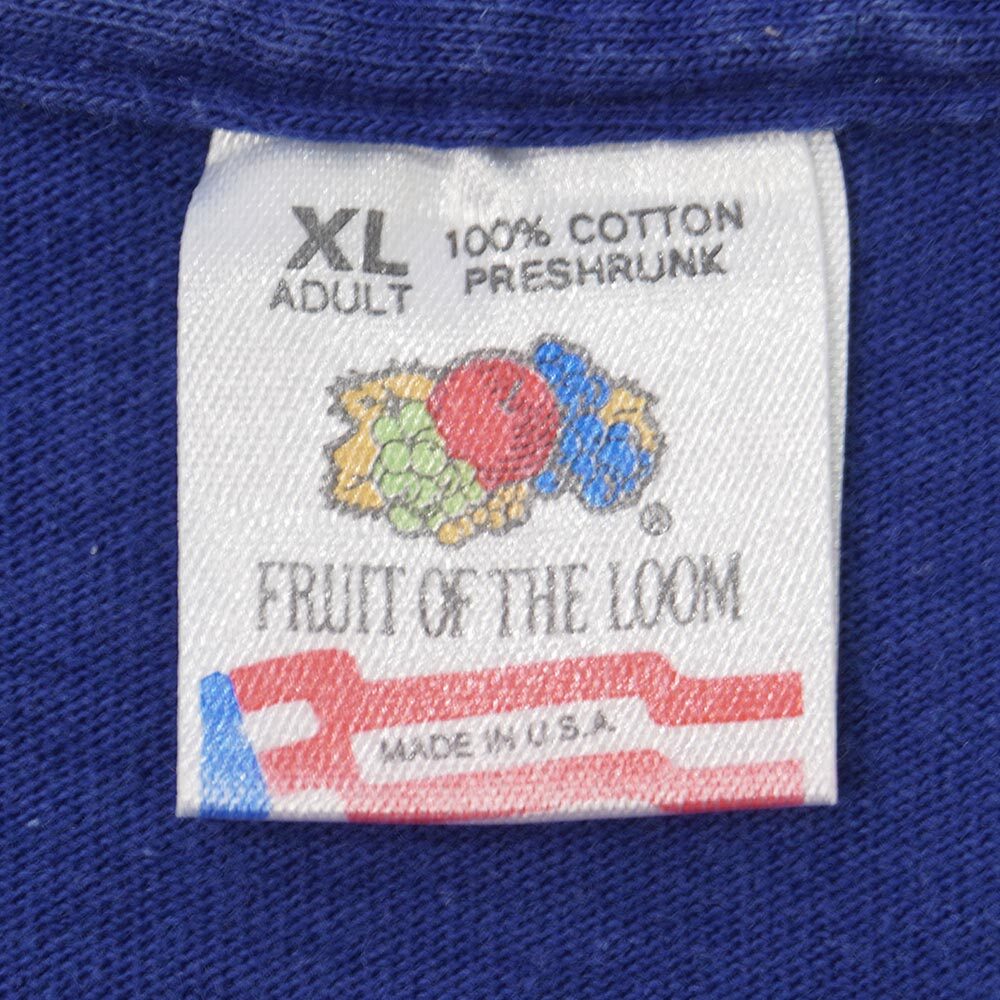 XL 100% COTTON
ADULT PRESHRUNK
®
FRUIT OF THE LOOM
MADE IN U.S.A.